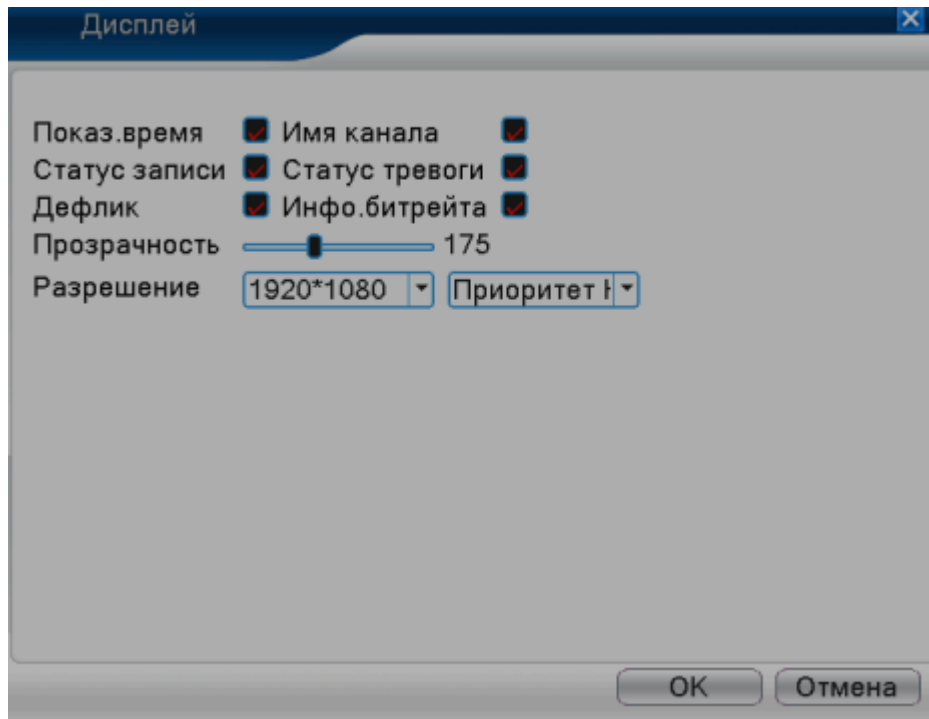 Дисплей
Показ.время Имя канала
Статус записи Статус тревоги
Дефлик Инфо.битрейта
Прозрачность 175
Разрешение 1920*1080 Приоритет
OK Отмена